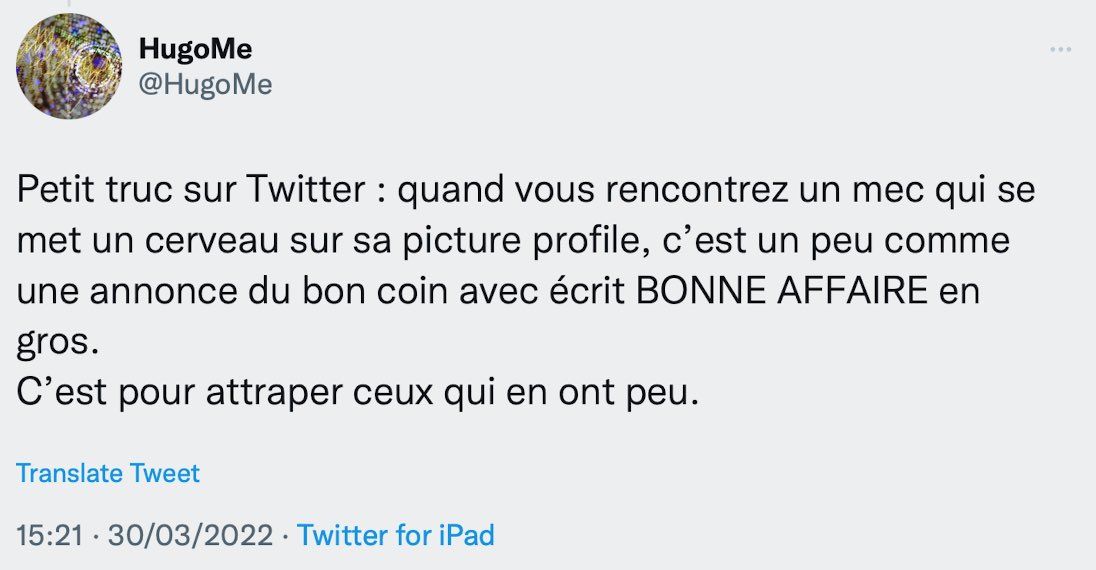 HugoMe
@HugoMe
Petit truc sur Twitter : quand vous rencontrez un mec qui se
met un cerveau sur sa picture profile, c’est un peu comme
une annonce du bon coin avec écrit BONNE AFFAIRE en
gros.
C’est pour attraper ceux qui en ont peu.
Translate Tweet
15:21 · 30/03/2022 · Twitter for iPad